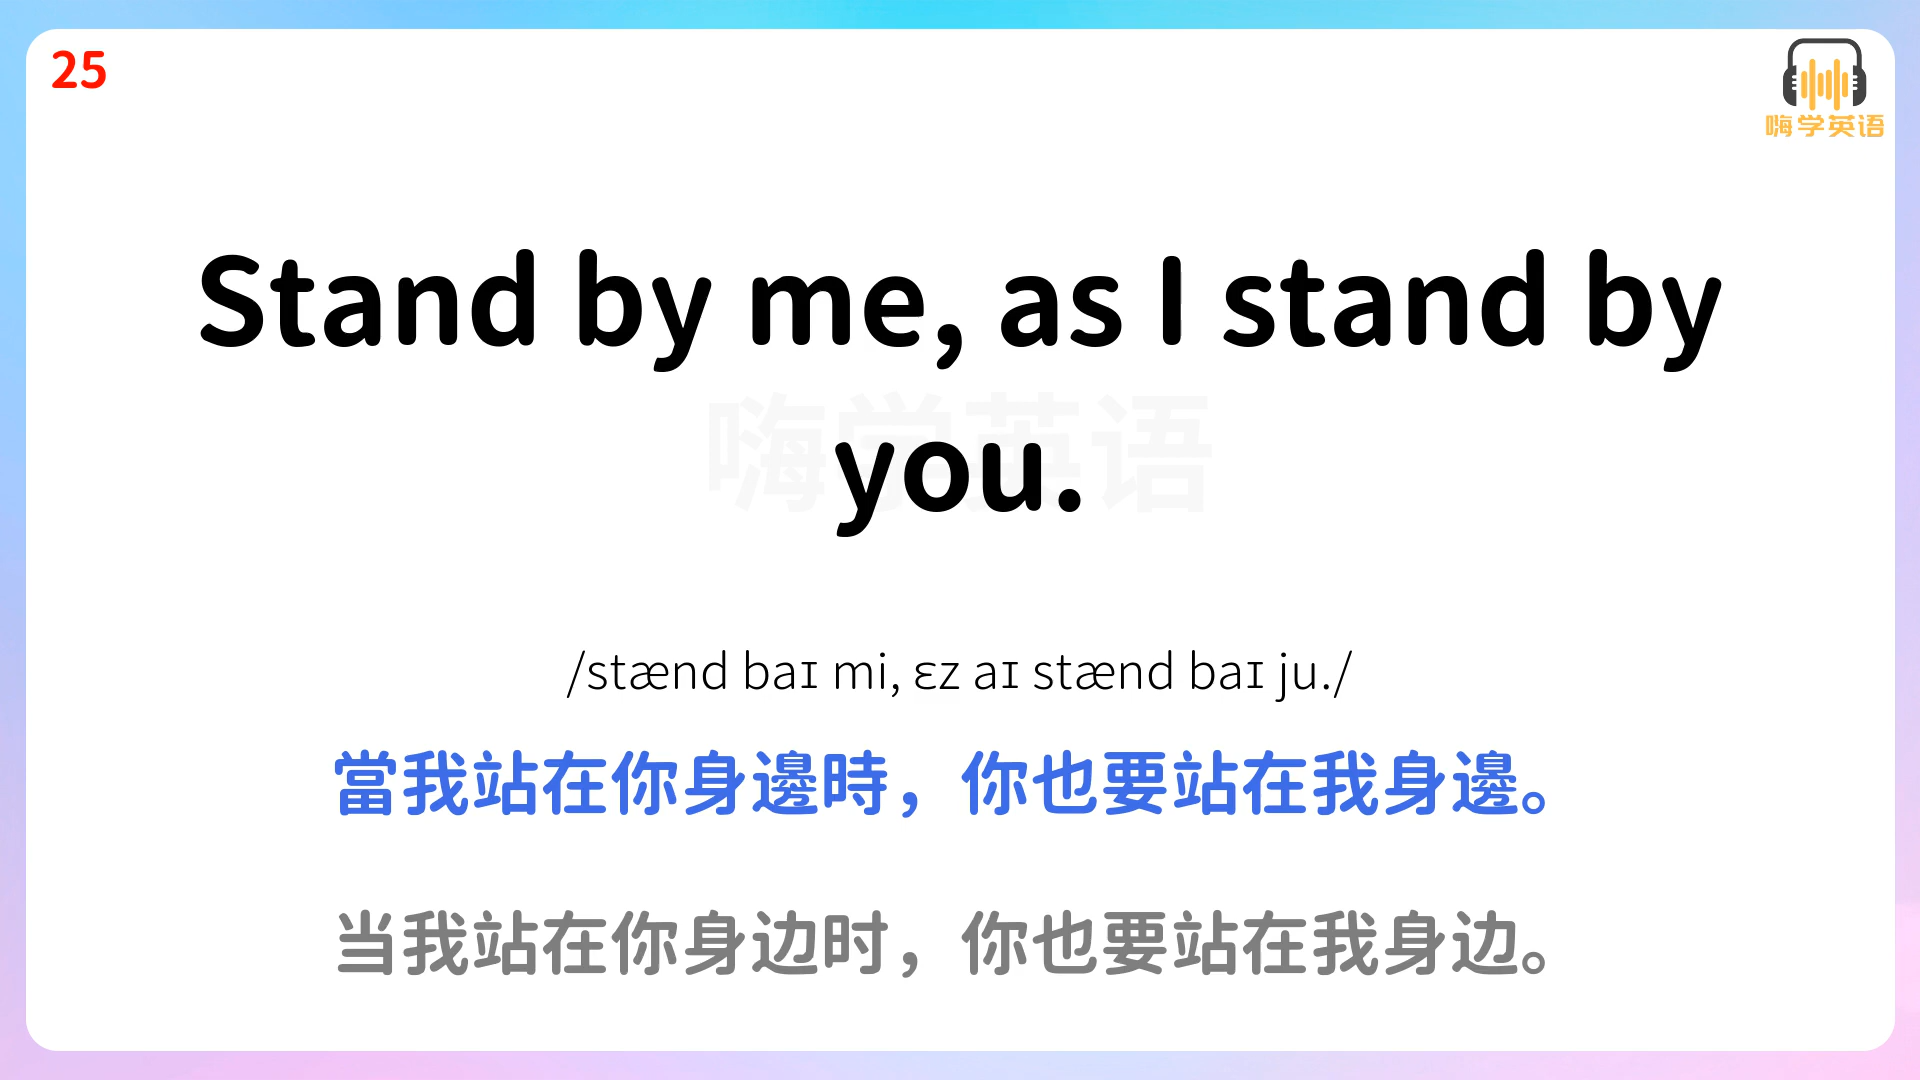 25
嗨学英语
Stand by me, as I stand by
you.
嗨学英语
/stænd baɪ mi, ɛz aɪ stænd baɪ ju./
當我站在你身邊時，你也要站在我身邊。
当我站在你身边时，你也要站在我身边。